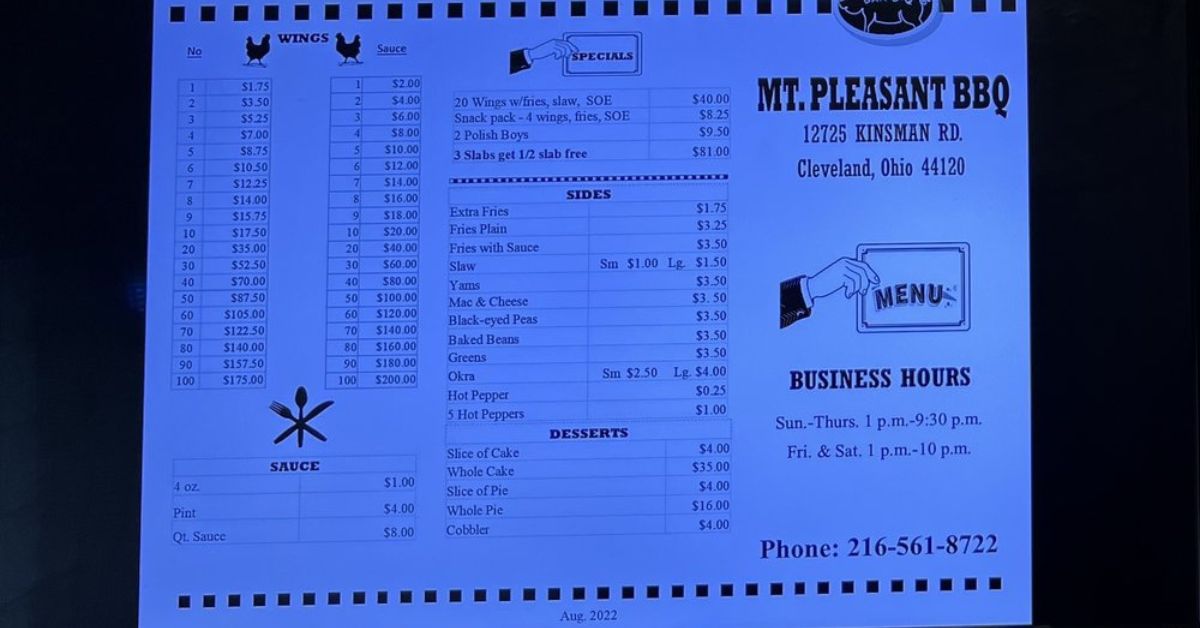 WINGS
No Sauce
1 $1.75 1 $2.00
2 $3.50 2 $4.00
3 $5.25 3 $6.00
4 $7.00 4 $8.00
5 $8.75 5 $10.00
6 $10.50 6 $12.00
7 $12.25 7 $14.00
8 $14.00 8 $16.00
9 $15.75 9 $18.00
10 $17.50 10 $20.00
20 $35.00 20 $40.00
30 $52.50 30 $60.00
40 $70.00 40 $80.00
50 $87.50 50 $100.00
60 $105.00 60 $120.00
70 $122.50 70 $140.00
80 $140.00 80 $160.00
90 $157.50 90 $180.00
100 $175.00 100 $200.00
SAUCE
4 oz. $1.00
Pint $4.00
Qt. Sauce $8.00
SPECIALS
20 Wings w/fries, slaw, SOE $40.00
Snack pack - 4 wings, fries, SOE $8.25
2 Polish Boys $9.50
3 Slabs get 1/2 slab free $81.00
SIDES
Extra Fries $1.75
Fries Plain $3.25
Fries with Sauce $3.50
Slaw Sm $1.00 Lg. $1.50
Yams $3.50
Mac & Cheese $3. 50
Black-eyed Peas $3.50
Baked Beans $3.50
Greens $3.50
Okra Sm $2.50 Lg. $4.00
Hot Pepper $0.25
5 Hot Peppers $1.00
DESSERTS
Slice of Cake $4.00
Whole Cake $35.00
Slice of Pie $4.00
Whole Pie $16.00
Cobbler $4.00
MT. PLEASANT BBQ
12725 KINSMAN RD.
Cleveland, Ohio 44120
MENU
BUSINESS HOURS
Sun.-Thurs. 1 p.m.-9:30 p.m.
Fri. & Sat. 1 p.m.-10 p.m.
Phone: 216-561-8722
Aug. 2022